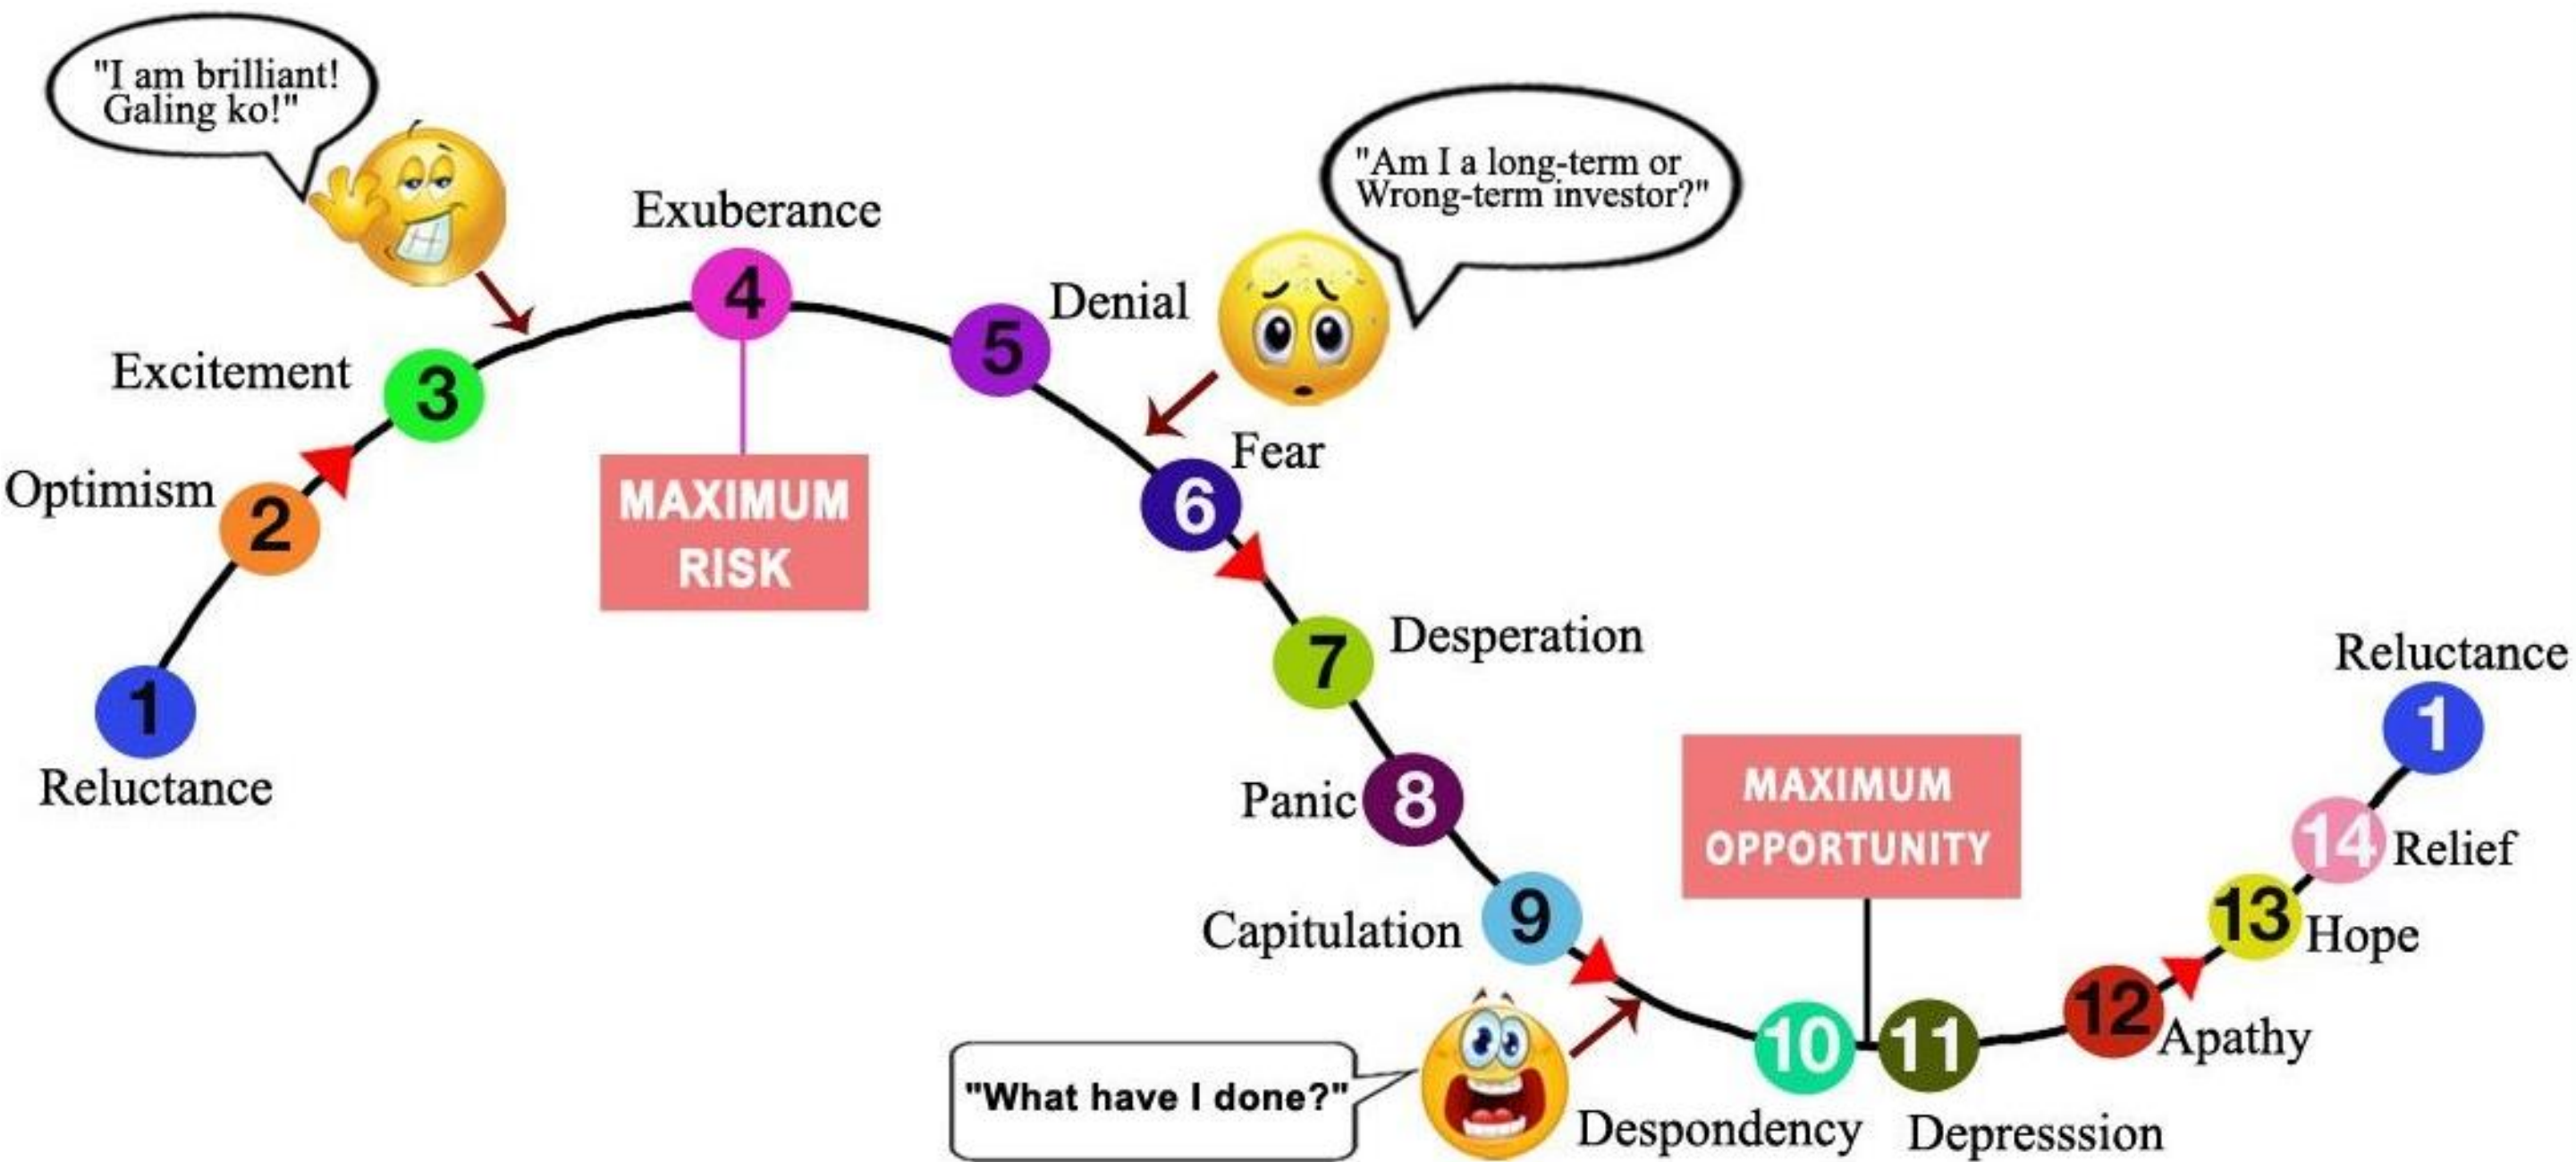 "I am brilliant!
Galing ko!"
"Am I a long-term or
Wrong-term investor?"
Exuberance
4
Denial
5
Excitement
3
Fear
6
Optimism
2
MAXIMUM
RISK
Desperation
7
Reluctance
1
1
Reluctance
Panic 8
MAXIMUM
OPPORTUNITY
14 Relief
Capitulation
9
13 Hope
12
Apathy
10
11
"What have I done?"
Despondency
Depresssion